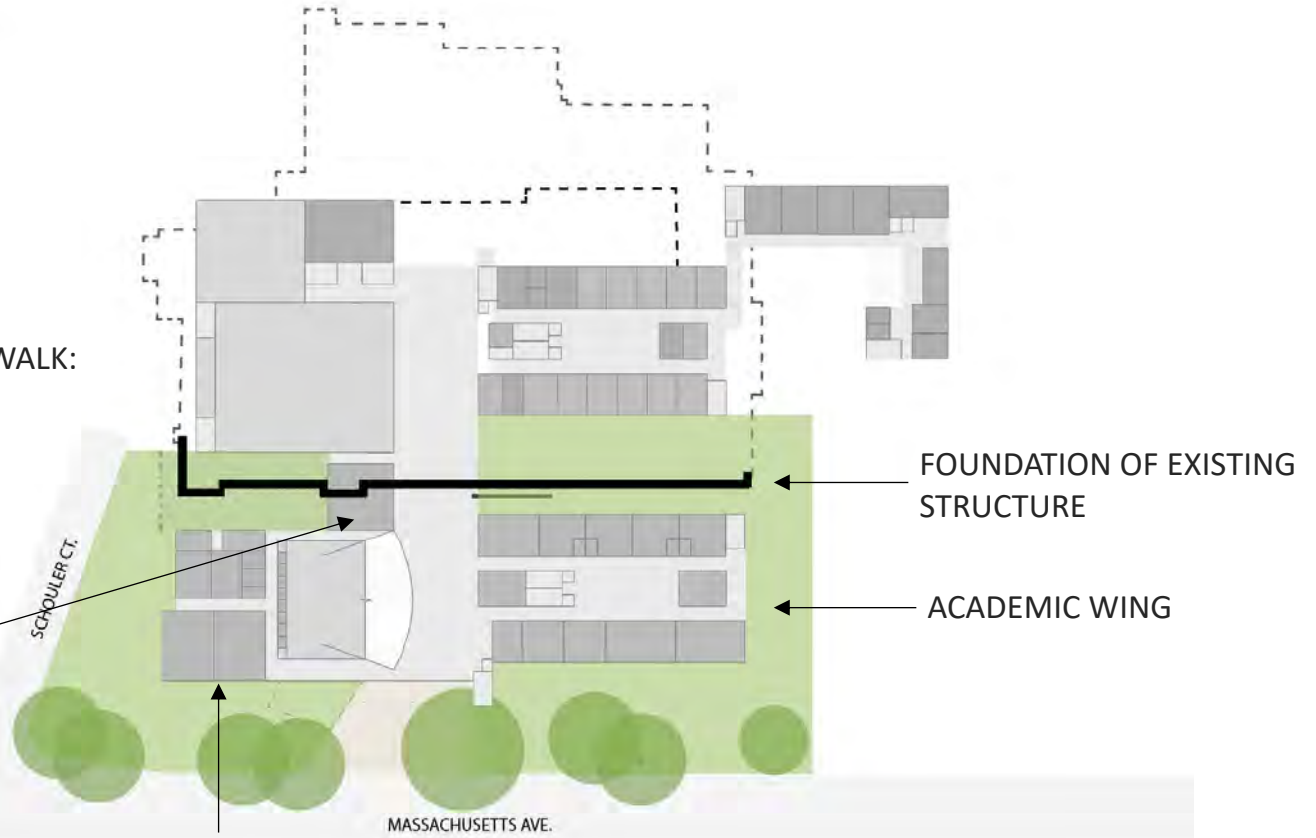 WALK:
FOUNDATION OF EXISTING
STRUCTURE
SCHOULER CT.
ACADEMIC WING
MASSACHUSETTS AVE.